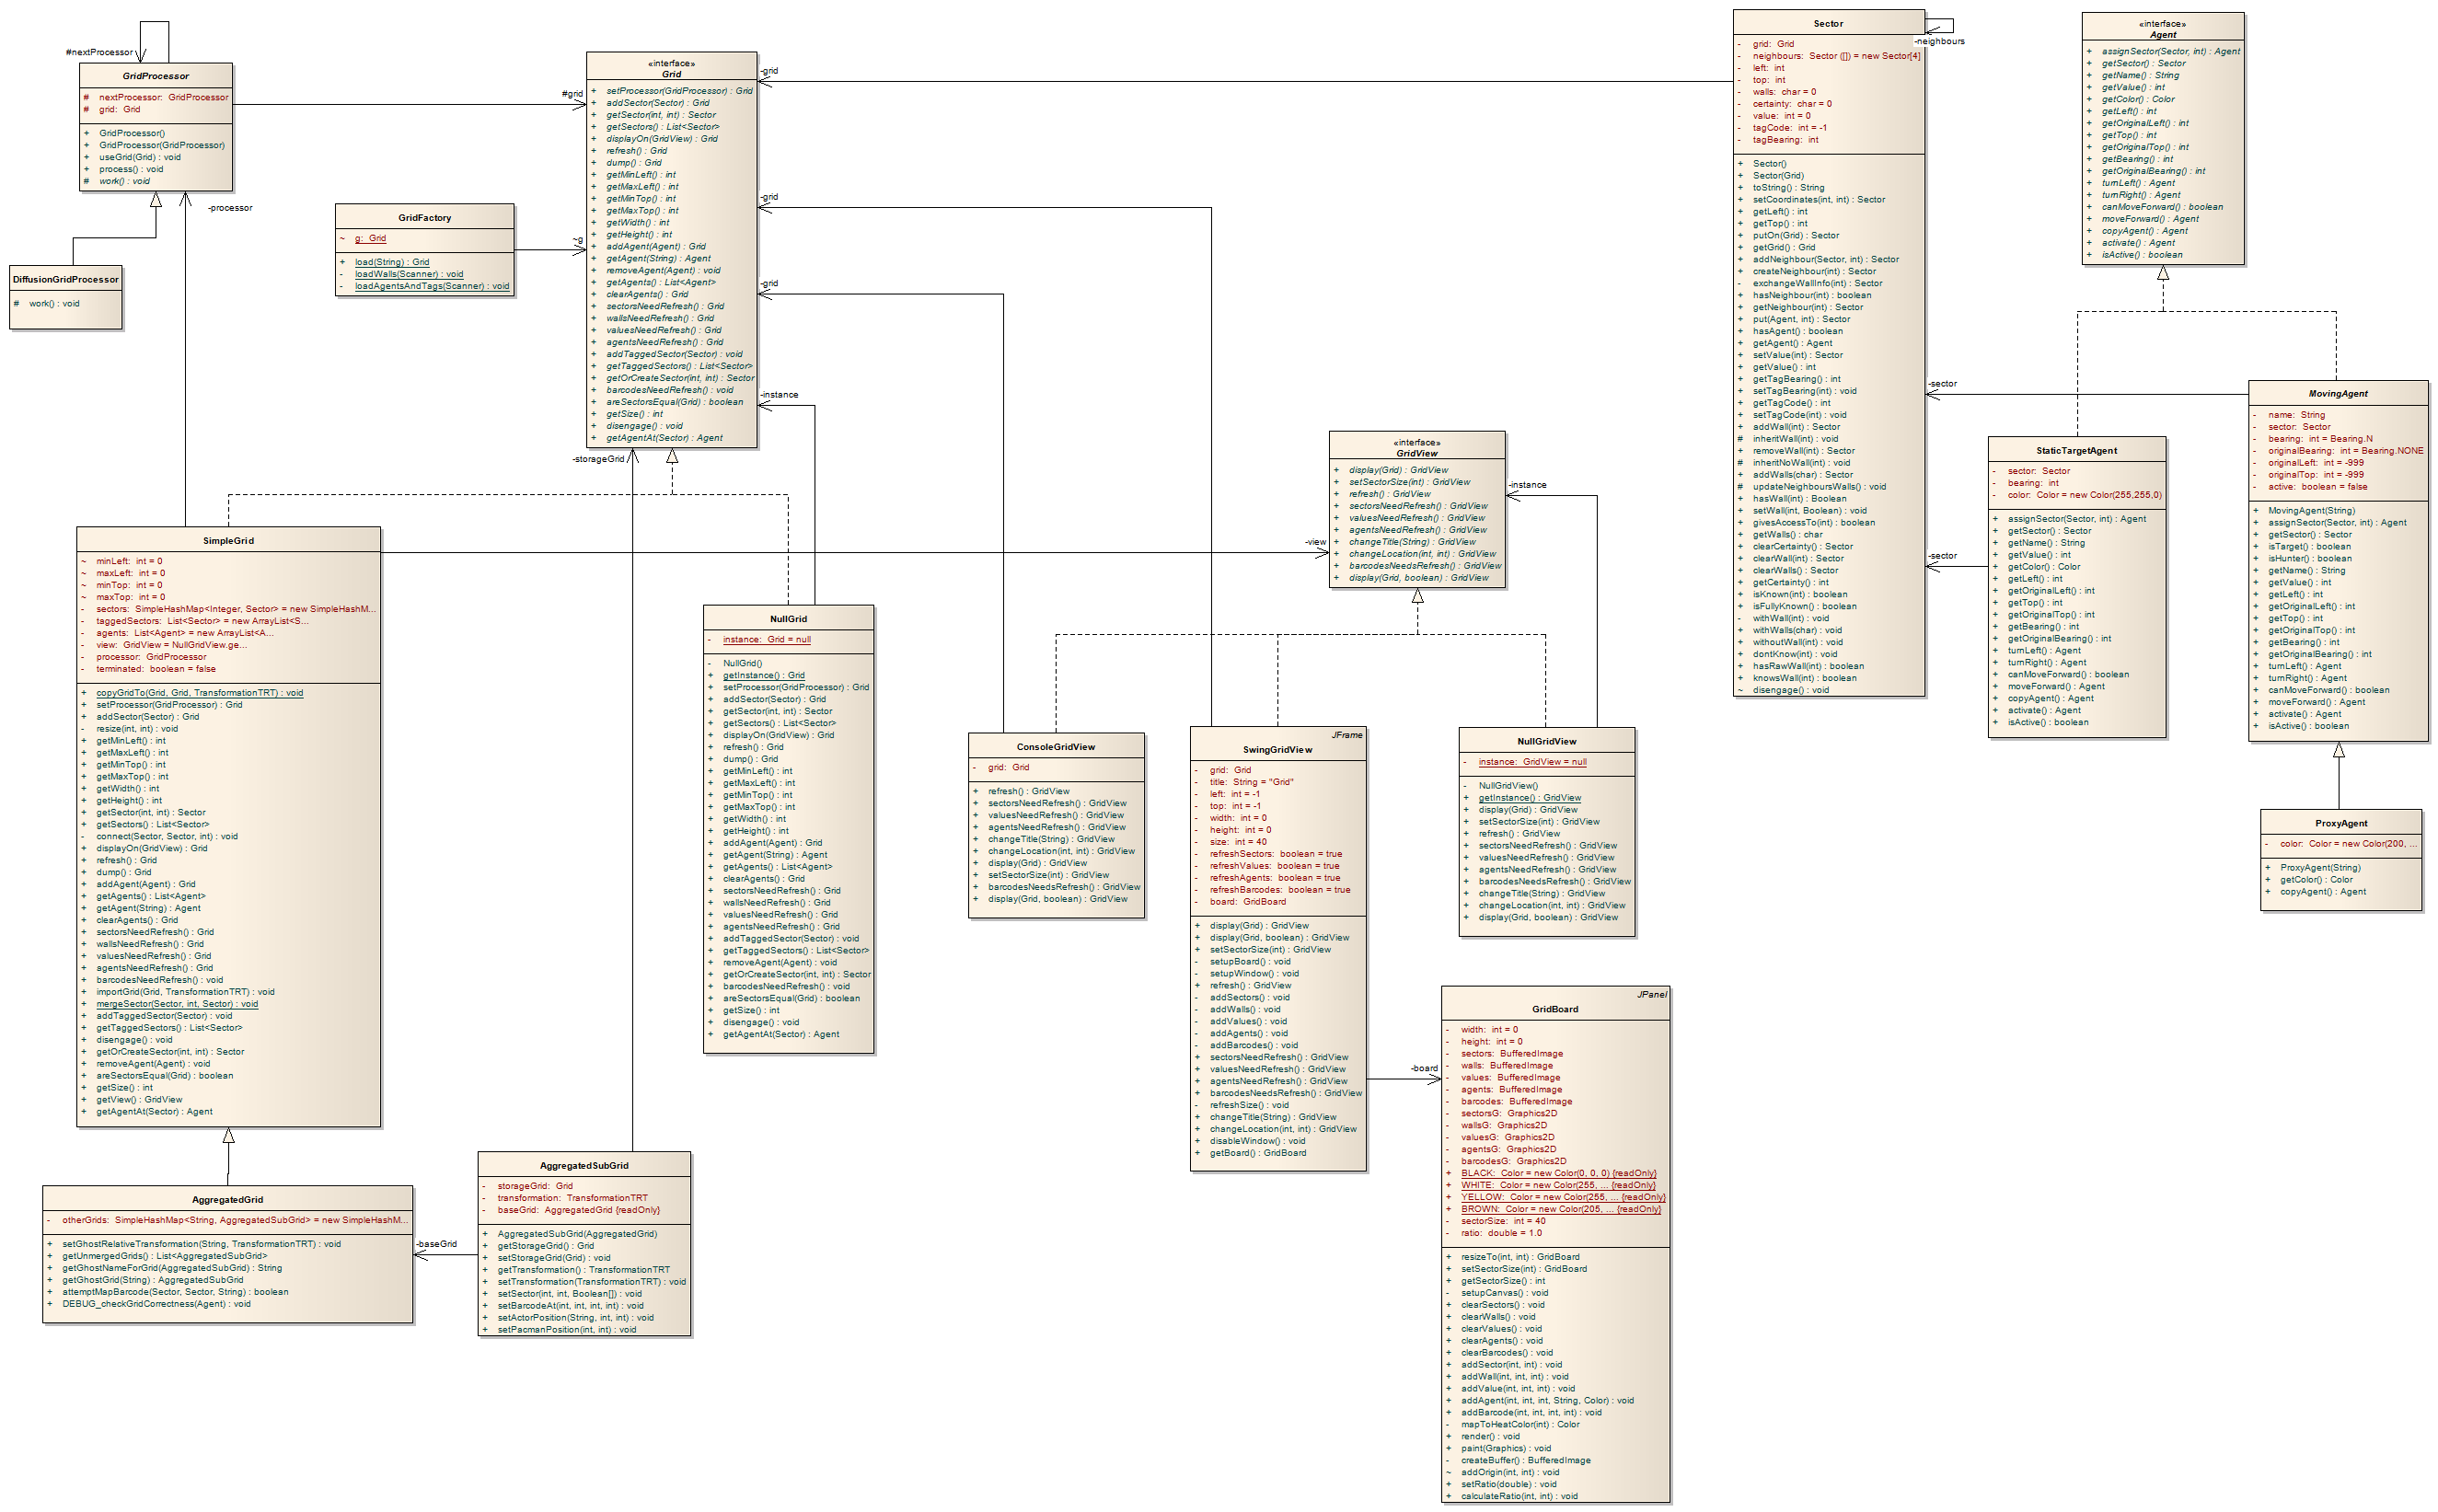 #nextProcessor
GridProcessor
# nextProcessor: GridProcessor
# grid: Grid
+ GridProcessor()
+ GridProcessor(GridProcessor)
+ useGrid(Grid) : void
+ process() : void
# work() : void
#grid
-processor
DiffusionGridProcessor
# work() : void
GridFactory
~ g: Grid
+ load(String) : Grid
- loadWalls(Scanner) : void
- loadAgentsAndTags(Scanner) : void
~g
«interface»
Grid
+ setProcessor(GridProcessor) : Grid
+ addSector(Sector) : Grid
+ getSector(int, int) : Sector
+ getSectors() : List<Sector>
+ displayOn(GridView) : Grid
+ refresh() : Grid
+ dump() : Grid
+ getMinLeft() : int
+ getMaxLeft() : int
+ getMinTop() : int
+ getMaxTop() : int
+ getWidth() : int
+ getHeight() : int
+ addAgent(Agent) : Grid
+ getAgent(String) : Agent
+ removeAgent(Agent) : void
+ getAgents() : List<Agent>
+ clearAgents() : Grid
+ sectorsNeedRefresh() : Grid
+ wallsNeedRefresh() : Grid
+ valuesNeedRefresh() : Grid
+ agentsNeedRefresh() : Grid
+ addTaggedSector(Sector) : void
+ getTaggedSectors() : List<Sector>
+ getOrCreateSector(int, int) : Sector
+ barcodesNeedRefresh() : void
+ areSectorsEqual(Grid) : boolean
+ getSize() : int
+ disengage() : void
+ getAgentAt(Sector) : Agent
-grid
-grid
-grid
-instance
-storageGrid
Sector
- grid: Grid
- neighbours: Sector ([]) = new Sector[4]
- left: int
- top: int
- walls: char = 0
- certainty: char = 0
- value: int = 0
- tagCode: int = -1
- tagBearing: int
+ Sector()
+ Sector(Grid)
+ toString() : String
+ setCoordinates(int, int) : Sector
+ getLeft() : int
+ getTop() : int
+ putOn(Grid) : Sector
+ getGrid() : Grid
+ addNeighbour(Sector, int) : Sector
+ createNeighbour(int) : Sector
- exchangeWallInfo(int) : Sector
+ hasNeighbour(int) : boolean
+ getNeighbour(int) : Sector
+ put(Agent, int) : Sector
+ hasAgent() : boolean
+ getAgent() : Agent
+ setValue(int) : Sector
+ getValue() : int
+ getTagBearing() : int
+ setTagBearing(int) : void
+ getTagCode() : int
+ setTagCode(int) : void
+ addWall(int) : Sector
# inheritWall(int) : void
+ removeWall(int) : Sector
# inheritNoWall(int) : void
+ addWalls(char) : Sector
# updateNeighboursWalls() : void
+ hasWall(int) : Boolean
+ setWall(int, Boolean) : void
+ givesAccessTo(int) : boolean
+ getWalls() : char
+ clearCertainty() : Sector
+ clearWall(int) : Sector
+ clearWalls() : Sector
+ getCertainty() : int
+ isKnown(int) : boolean
+ isFullyKnown() : boolean
- withWall(int) : void
+ withWalls(char) : void
+ withoutWall(int) : void
+ dontKnow(int) : void
+ hasRawWall(int) : boolean
+ knowsWall(int) : boolean
~ disengage() : void
-neighbours
«interface»
Agent
+ assignSector(Sector, int) : Agent
+ getSector() : Sector
+ getName() : String
+ getValue() : int
+ getColor() : Color
+ getLeft() : int
+ getOriginalLeft() : int
+ getTop() : int
+ getOriginalTop() : int
+ getBearing() : int
+ getOriginalBearing() : int
+ turnLeft() : Agent
+ turnRight() : Agent
+ canMoveForward() : boolean
+ moveForward() : Agent
+ copyAgent() : Agent
+ activate() : Agent
+ isActive() : boolean
-sector
-sector
StaticTargetAgent
- sector: Sector
- bearing: int
- color: Color = new Color(255,255,0)
+ assignSector(Sector, int) : Agent
+ getSector() : Sector
+ getName() : String
+ getValue() : int
+ getColor() : Color
+ getLeft() : int
+ getOriginalLeft() : int
+ getTop() : int
+ getOriginalTop() : int
+ getBearing() : int
+ getOriginalBearing() : int
+ turnLeft() : Agent
+ turnRight() : Agent
+ canMoveForward() : boolean
+ moveForward() : Agent
+ copyAgent() : Agent
+ activate() : Agent
+ isActive() : boolean
MovingAgent
- name: String
- sector: Sector
- bearing: int = Bearing.N
- originalBearing: int = Bearing.NONE
- originalLeft: int = -999
- originalTop: int = -999
- active: boolean = false
+ MovingAgent(String)
+ assignSector(Sector, int) : Agent
+ getSector() : Sector
+ isTarget() : boolean
+ isHunter() : boolean
+ getName() : String
+ getValue() : int
+ getLeft() : int
+ getOriginalLeft() : int
+ getTop() : int
+ getOriginalTop() : int
+ getBearing() : int
+ getOriginalBearing() : int
+ turnLeft() : Agent
+ turnRight() : Agent
+ canMoveForward() : boolean
+ moveForward() : Agent
+ activate() : Agent
+ isActive() : boolean
ProxyAgent
- color: Color = new Color(200, ...
+ ProxyAgent(String)
+ getColor() : Color
+ copyAgent() : Agent
«interface»
GridView
+ display(Grid) : GridView
+ setSectorSize(int) : GridView
+ refresh() : GridView
+ sectorsNeedRefresh() : GridView
+ valuesNeedRefresh() : GridView
+ agentsNeedRefresh() : GridView
+ changeTitle(String) : GridView
+ changeLocation(int, int) : GridView
+ barcodesNeedsRefresh() : GridView
+ display(Grid, boolean) : GridView
-instance
-view
SimpleGrid
~ minLeft: int = 0
~ maxLeft: int = 0
~ minTop: int = 0
~ maxTop: int = 0
- sectors: SimpleHashMap<Integer, Sector> = new SimpleHashM...
- taggedSectors: List<Sector> = new ArrayList<S...
- agents: List<Agent> = new ArrayList<A...
- view: GridView = NullGridView.ge...
- processor: GridProcessor
- terminated: boolean = false
+ copyGridTo(Grid, Grid, TransformationTRT) : void
+ setProcessor(GridProcessor) : Grid
+ addSector(Sector) : Grid
- resize(int, int) : void
+ getMinLeft() : int
+ getMaxLeft() : int
+ getMinTop() : int
+ getMaxTop() : int
+ getWidth() : int
+ getHeight() : int
+ getSector(int, int) : Sector
+ getSectors() : List<Sector>
- connect(Sector, Sector, int) : void
+ displayOn(GridView) : Grid
+ refresh() : Grid
+ dump() : Grid
+ addAgent(Agent) : Grid
+ getAgents() : List<Agent>
+ getAgent(String) : Agent
+ clearAgents() : Grid
+ sectorsNeedRefresh() : Grid
+ wallsNeedRefresh() : Grid
+ valuesNeedRefresh() : Grid
+ agentsNeedRefresh() : Grid
+ barcodesNeedRefresh() : void
+ importGrid(Grid, TransformationTRT) : void
+ mergeSector(Sector, int, Sector) : void
+ addTaggedSector(Sector) : void
+ getTaggedSectors() : List<Sector>
+ disengage() : void
+ getOrCreateSector(int, int) : Sector
+ removeAgent(Agent) : void
+ areSectorsEqual(Grid) : boolean
+ getSize() : int
+ getView() : GridView
+ getAgentAt(Sector) : Agent
NullGrid
- instance: Grid = null
- NullGrid()
+ getInstance() : Grid
+ setProcessor(GridProcessor) : Grid
+ addSector(Sector) : Grid
+ getSector(int, int) : Sector
+ getSectors() : List<Sector>
+ displayOn(GridView) : Grid
+ refresh() : Grid
+ dump() : Grid
+ getMinLeft() : int
+ getMaxLeft() : int
+ getMinTop() : int
+ getMaxTop() : int
+ getWidth() : int
+ getHeight() : int
+ addAgent(Agent) : Grid
+ getAgent(String) : Agent
+ getAgents() : List<Agent>
+ clearAgents() : Grid
+ sectorsNeedRefresh() : Grid
+ wallsNeedRefresh() : Grid
+ valuesNeedRefresh() : Grid
+ agentsNeedRefresh() : Grid
+ addTaggedSector(Sector) : void
+ getTaggedSectors() : List<Sector>
+ removeAgent(Agent) : void
+ getOrCreateSector(int, int) : Sector
+ barcodesNeedRefresh() : void
+ areSectorsEqual(Grid) : boolean
+ getSize() : int
+ disengage() : void
+ getAgentAt(Sector) : Agent
ConsoleGridView
- grid: Grid
+ refresh() : GridView
+ sectorsNeedRefresh() : GridView
+ valuesNeedRefresh() : GridView
+ agentsNeedRefresh() : GridView
+ changeTitle(String) : GridView
+ changeLocation(int, int) : GridView
+ display(Grid) : GridView
+ setSectorSize(int) : GridView
+ barcodesNeedsRefresh() : GridView
+ display(Grid, boolean) : GridView
JFrame
SwingGridView
- grid: Grid
- title: String = "Grid"
- left: int = -1
- top: int = -1
- width: int = 0
- height: int = 0
- size: int = 40
- refreshSectors: boolean = true
- refreshValues: boolean = true
- refreshAgents: boolean = true
- refreshBarcodes: boolean = true
- board: GridBoard
+ display(Grid) : GridView
+ display(Grid, boolean) : GridView
+ setSectorSize(int) : GridView
- setupBoard() : void
- setupWindow() : void
+ refresh() : GridView
- addSectors() : void
- addWalls() : void
- addValues() : void
- addAgents() : void
- addBarcodes() : void
+ sectorsNeedRefresh() : GridView
+ valuesNeedRefresh() : GridView
+ agentsNeedRefresh() : GridView
+ barcodesNeedsRefresh() : GridView
- refreshSize() : void
+ changeTitle(String) : GridView
+ changeLocation(int, int) : GridView
+ disableWindow() : void
+ getBoard() : GridBoard
-board
NullGridView
- instance: GridView = null
- NullGridView()
+ getInstance() : GridView
+ display(Grid) : GridView
+ setSectorSize(int) : GridView
+ refresh() : GridView
+ sectorsNeedRefresh() : GridView
+ valuesNeedRefresh() : GridView
+ agentsNeedRefresh() : GridView
+ barcodesNeedsRefresh() : GridView
+ changeTitle(String) : GridView
+ changeLocation(int, int) : GridView
+ display(Grid, boolean) : GridView
JPanel
GridBoard
- width: int = 0
- height: int = 0
- sectors: BufferedImage
- walls: BufferedImage
- values: BufferedImage
- agents: BufferedImage
- barcodes: BufferedImage
- sectorsG: Graphics2D
- wallsG: Graphics2D
- valuesG: Graphics2D
- agentsG: Graphics2D
- barcodesG: Graphics2D
+ BLACK: Color = new Color(0, 0, 0) {readOnly}
+ WHITE: Color = new Color(255, ... {readOnly}
+ YELLOW: Color = new Color(255, ... {readOnly}
+ BROWN: Color = new Color(205, ... {readOnly}
- sectorSize: int = 40
- ratio: double = 1.0
+ resizeTo(int, int) : GridBoard
+ setSectorSize(int) : GridBoard
+ getSectorSize() : int
- setupCanvas() : void
+ clearSectors() : void
+ clearWalls() : void
+ clearValues() : void
+ clearAgents() : void
+ clearBarcodes() : void
+ addSector(int, int) : void
+ addWall(int, int, int) : void
+ addValue(int, int, int) : void
+ addAgent(int, int, int, String, Color) : void
+ addBarcode(int, int, int, int) : void
- mapToHeatColor(int) : Color
+ render() : void
+ paint(Graphics) : void
- createBuffer() : BufferedImage
~ addOrigin(int, int) : void
+ setRatio(double) : void
+ calculateRatio(int, int) : void
AggregatedGrid
- otherGrids: SimpleHashMap<String, AggregatedSubGrid> = new SimpleHashM...
+ setGhostRelativeTransformation(String, TransformationTRT) : void
+ getUnmergedGrids() : List<AggregatedSubGrid>
+ getGhostNameForGrid(AggregatedSubGrid) : String
+ getGhostGrid(String) : AggregatedSubGrid
+ attemptMapBarcode(Sector, Sector, String) : boolean
+ DEBUG_checkGridCorrectness(Agent) : void
-baseGrid
AggregatedSubGrid
- storageGrid: Grid
- transformation: TransformationTRT
- baseGrid: AggregatedGrid {readOnly}
+ AggregatedSubGrid(AggregatedGrid)
+ getStorageGrid() : Grid
+ setStorageGrid(Grid) : void
+ getTransformation() : TransformationTRT
+ setTransformation(TransformationTRT) : void
+ setSector(int, int, Boolean[]) : void
+ setBarcodeAt(int, int, int, int) : void
+ setActorPosition(String, int, int) : void
+ setPacmanPosition(int, int) : void